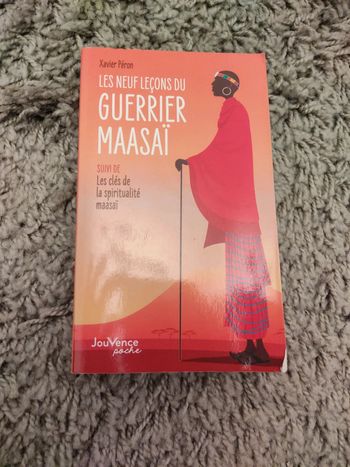 Xavier Péron
LES NEUF LEÇONS DU
GUERRIER
MAASAÏ
SUIVI DE
Les clés de
la spiritualité
maasaï
JOUVENCE
poche